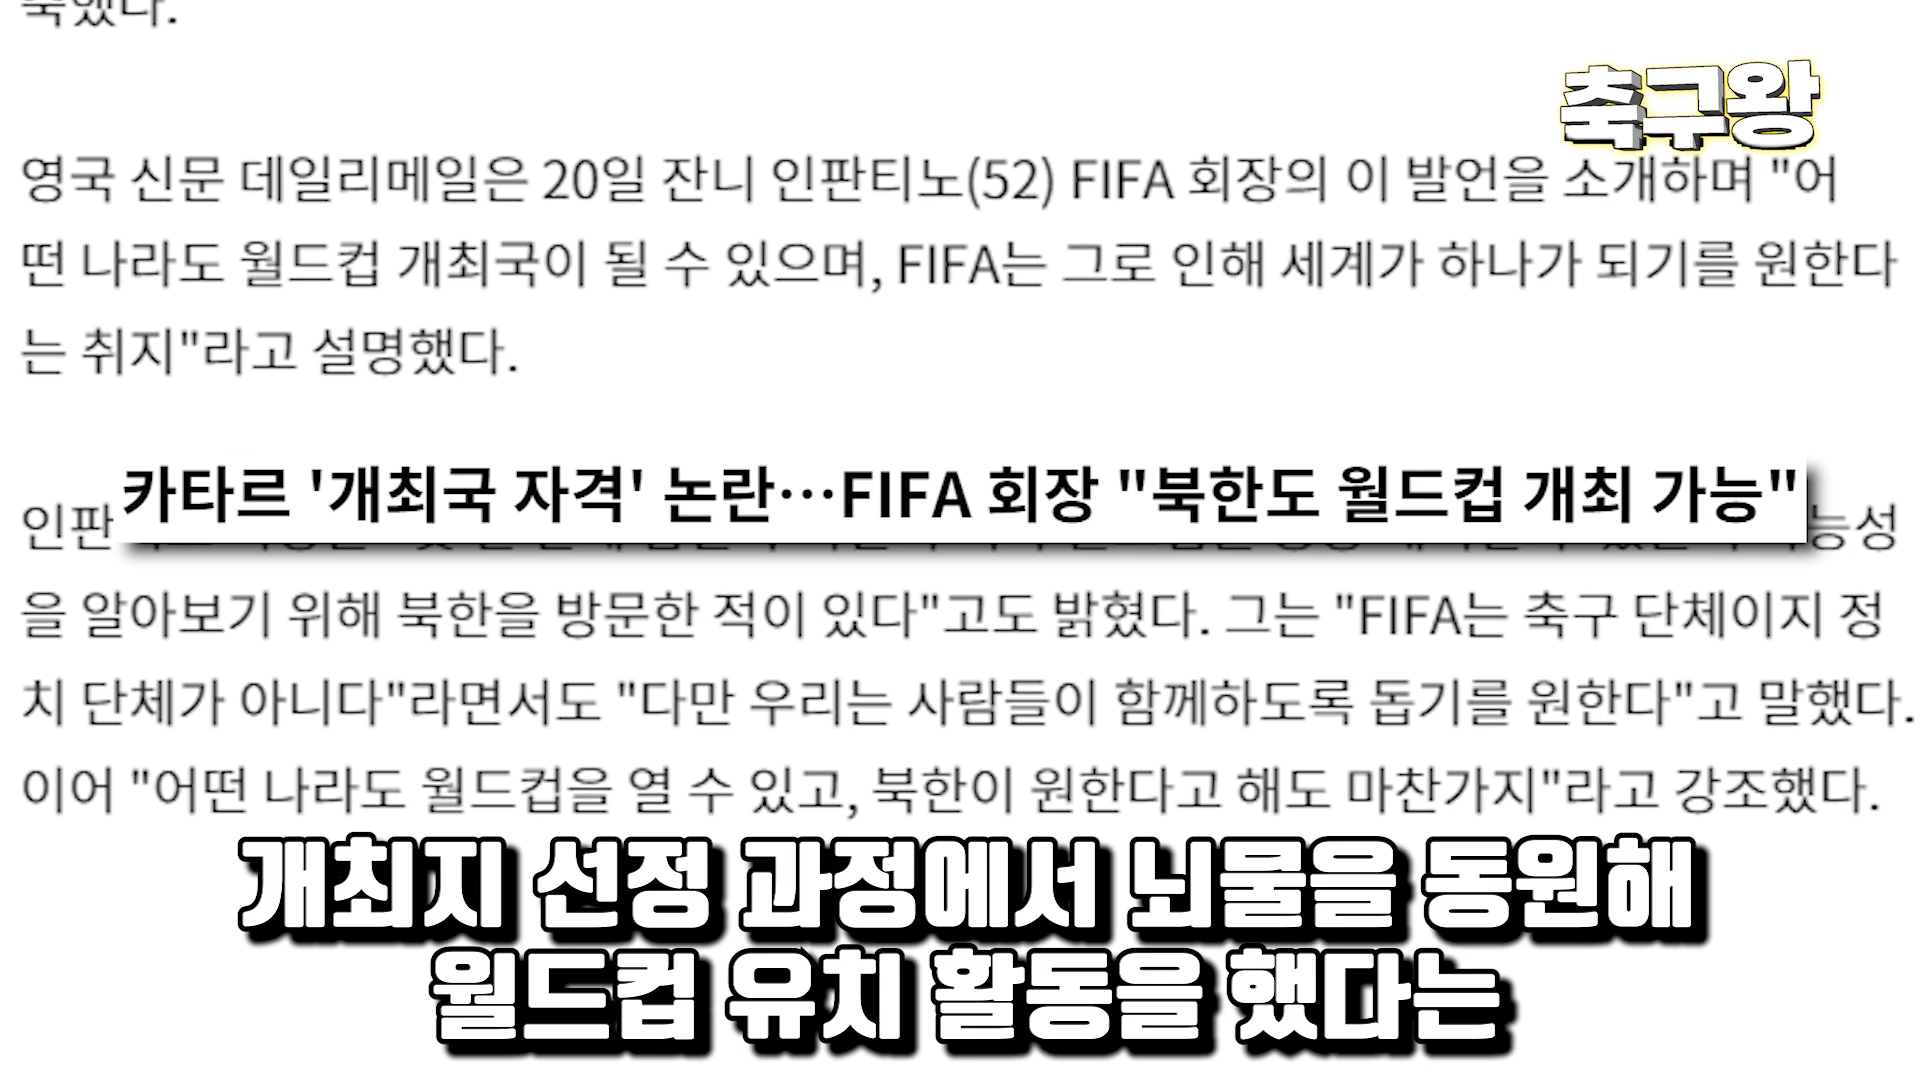 축구왕
영국 신문 데일리메일은 20일 잔니 인판티노(52) FIFA 회장의 이 발언을 소개하며 "어
떤 나라도 월드컵 개최국이 될 수 있으며, FIFA는 그로 인해 세계가 하나가 되기를 원한다
는 취지"라고 설명했다.
카타르 '개최국 자격' 논란…FIFA 회장 "북한도 월드컵 개최 가능"
인판
능성
을 알아보기 위해 북한을 방문한 적이 있다"고도 밝혔다. 그는 "FIFA는 축구 단체이지 정
치 단체가 아니다"라면서도 "다만 우리는 사람들이 함께하도록 돕기를 원한다"고 말했다.
이어 "어떤 나라도 월드컵을 열 수 있고, 북한이 원한다고 해도 마찬가지"라고 강조했다.
개최지 선정 과정에서 뇌물을 동원해
월드컵 유치 활동을 했다는